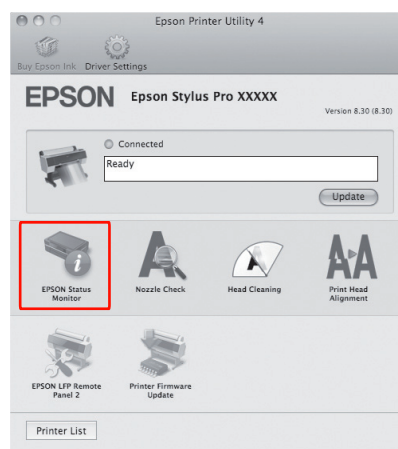 Epson Printer Utility 4
Buy Epson Ink Driver Settings
EPSON
Epson Stylus Pro XXXXX
Version 8.30 (8.30)
Connected
Ready
Update
EPSON Status
Monitor
Nozzle Check
Head Cleaning
Print Head
Alignment
EPSON LFP Remote
Panel 2
Printer Firmware
Update
Printer List